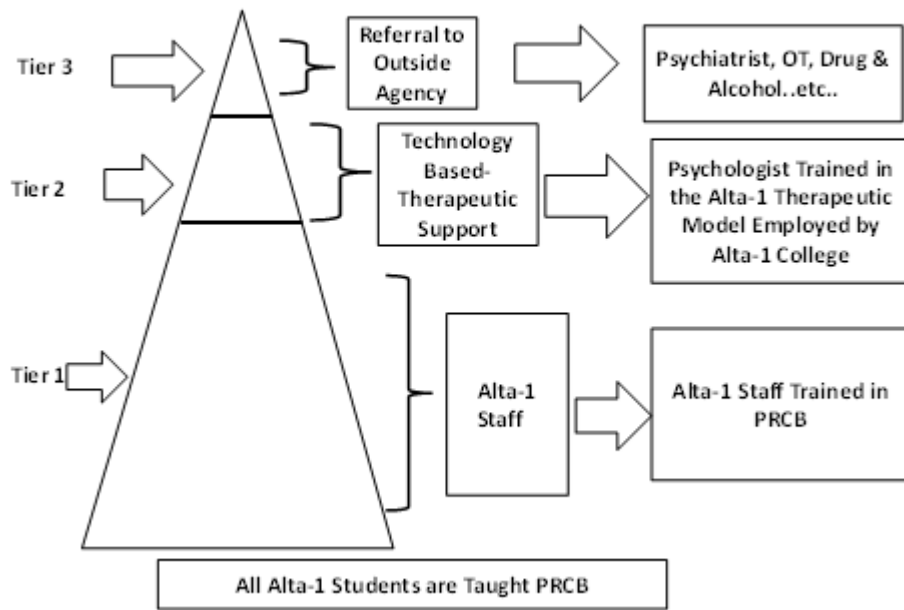 Tier 3
Referral to
Outside
Agency
Psychiatrist, OT, Drug &
Alcohol..etc..
Tier 2
Technology
Based-
Therapeutic
Support
Psychologist Trained in
the Alta-1 Therapeutic
Model Employed by
Alta-1 College
Tier 1
Alta-1
Staff
Alta-1 Staff Trained in
PRCB
All Alta-1 Students are Taught PRCB